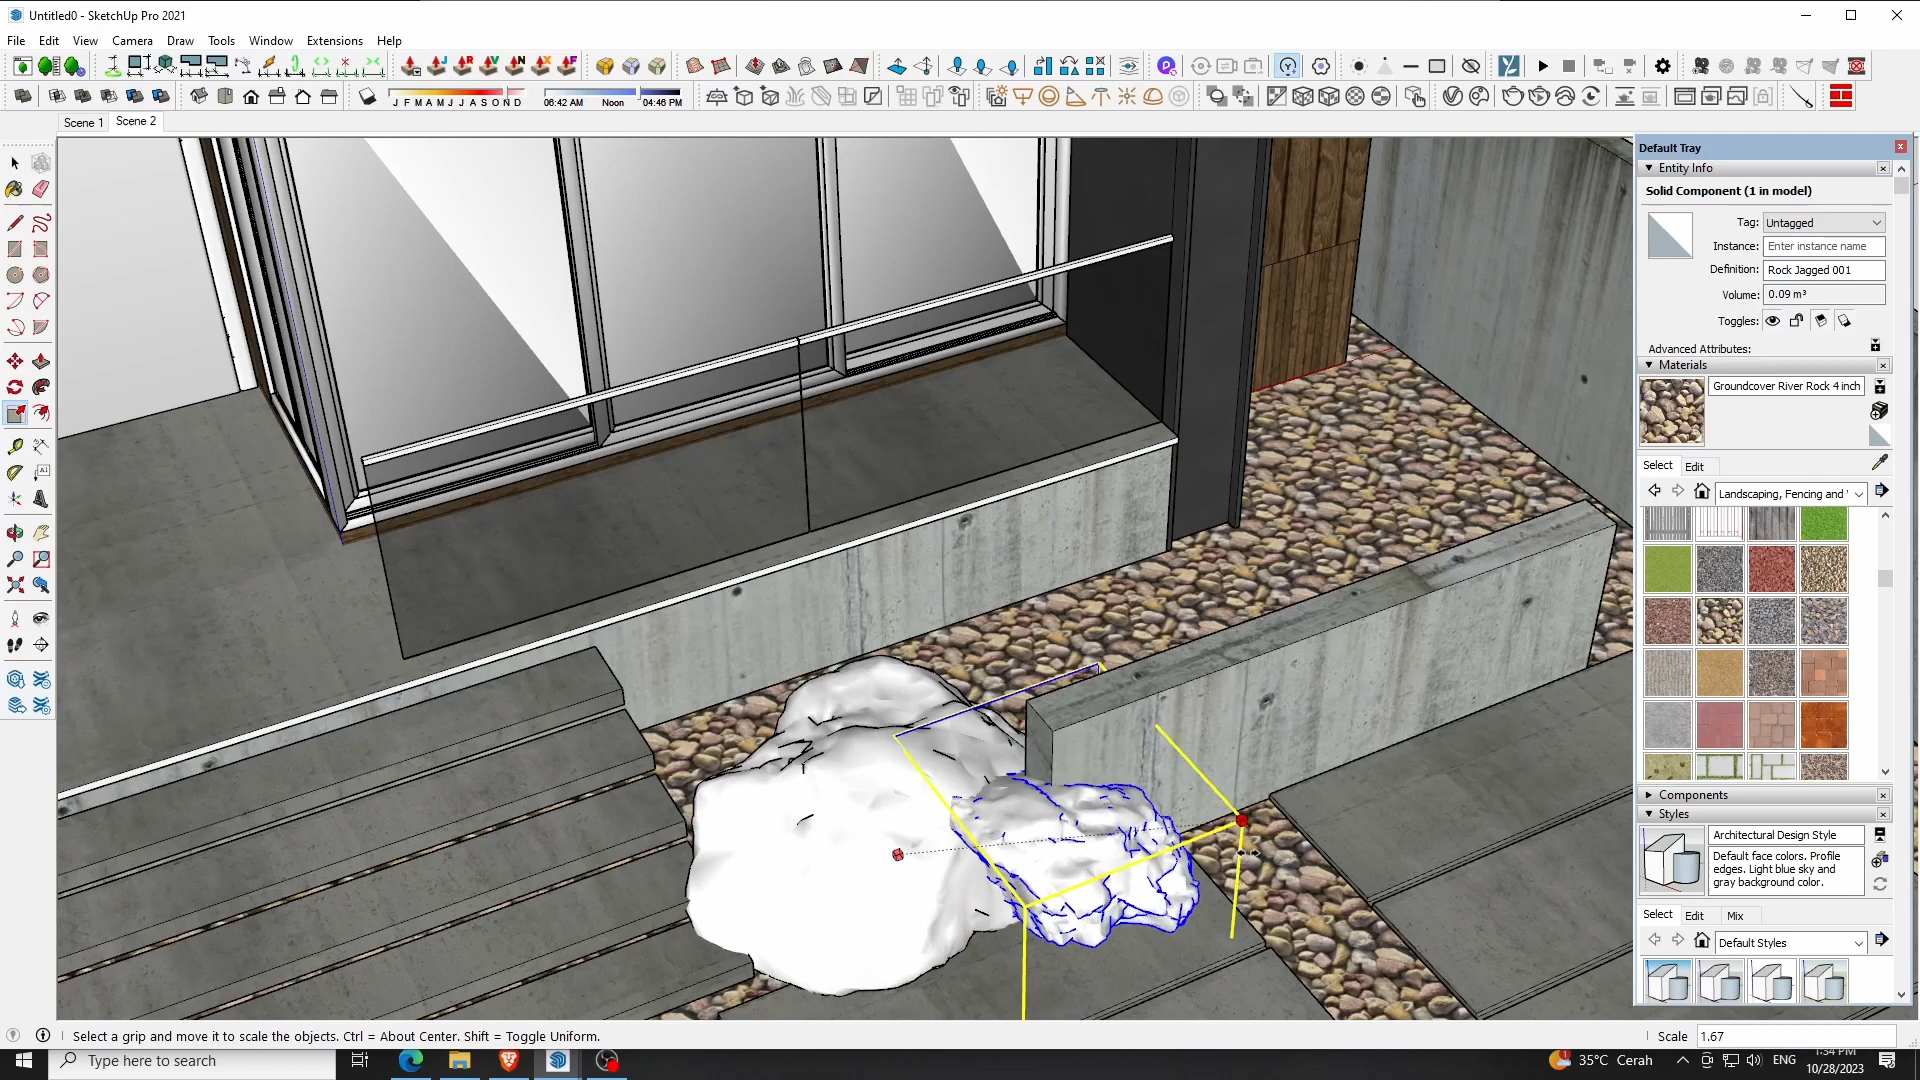 Untitled0 - SketchUp Pro 2021
File Edit View Camera Draw Tools Window Extensions Help
J R V N X F
J F M A M J J A S O N D
06:42 AM Noon 04:46 PM
Scene 1 Scene 2
Default Tray
Entity Info
Solid Component (1 in model)
Tag: Untagged
Instance: Enter instance name
Definition: Rock Jagged 001
Volume: 0.09 m³
Toggles:
Advanced Attributes:
Materials
Groundcover River Rock 4 inch
Select Edit
Landscaping, Fencing and
Components
Styles
Architectural Design Style
Default face colors. Profile
edges. Light blue sky and
gray background color.
Select Edit Mix
Default Styles
Select a grip and move it to scale the objects. Ctrl = About Center. Shift = Toggle Uniform.
Scale 1.67
Type here to search
35°C Cerah
ENG
1:34 PM
10/28/2023